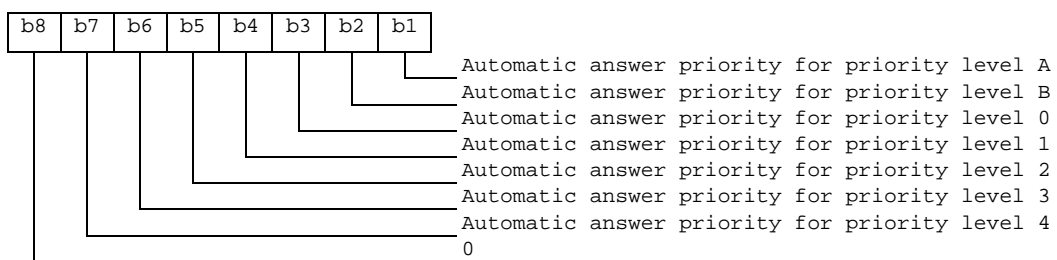 b8 b7 b6 b5 b4 b3 b2 b1
Automatic answer priority for priority level A
Automatic answer priority for priority level B
Automatic answer priority for priority level 0
Automatic answer priority for priority level 1
Automatic answer priority for priority level 2
Automatic answer priority for priority level 3
Automatic answer priority for priority level 4
0